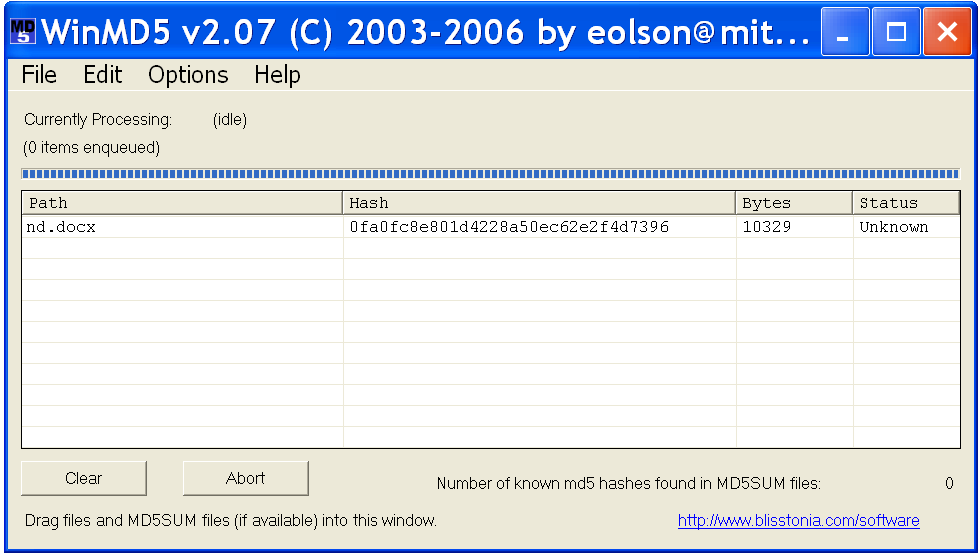 MD5 WinMD5 v2.07 (C) 2003-2006 by eolson@mit...
File Edit Options Help
Currently Processing: (idle)
(0 items enqueued)
Path Hash Bytes Status
nd.docx 0fa0fc8e801d4228a50ec62e2f4d7396 10329 Unknown
Clear Abort Number of known md5 hashes found in MD5SUM files: 0
Drag files and MD5SUM files (if available) into this window. http://www.blisstonia.com/software